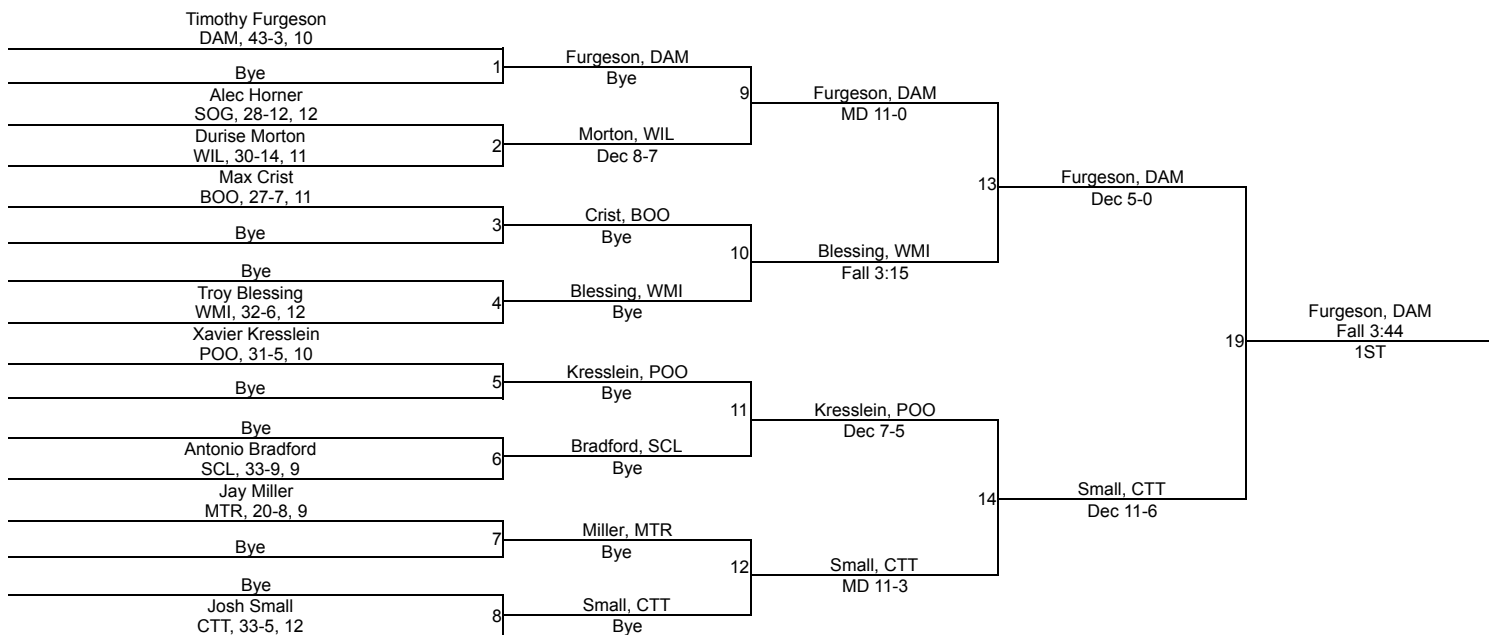 Timothy Furgeson
DAM, 43-3, 10
Bye
Alec Horner
SOG, 28-12, 12
Durise Morton
WIL, 30-14, 11
Max Crist
BOO, 27-7, 11
Bye
Bye
Troy Blessing
WMI, 32-6, 12
Xavier Kresslein
POO, 31-5, 10
Bye
Bye
Antonio Bradford
SCL, 33-9, 9
Jay Miller
MTR, 20-8, 9
Bye
Bye
Josh Small
CTT, 33-5, 12
1
2
3
4
5
6
7
8
Furgeson, DAM
Bye
Morton, WIL
Dec 8-7
Crist, BOO
Bye
Blessing, WMI
Bye
Kresslein, POO
Bye
Bradford, SCL
Bye
Miller, MTR
Bye
Small, CTT
Bye
9
10
11
12
Furgeson, DAM
MD 11-0
Blessing, WMI
Fall 3:15
Kresslein, POO
Dec 7-5
Small, CTT
MD 11-3
13
14
Furgeson, DAM
Dec 5-0
Small, CTT
Dec 11-6
19
Furgeson, DAM
Fall 3:44
1ST